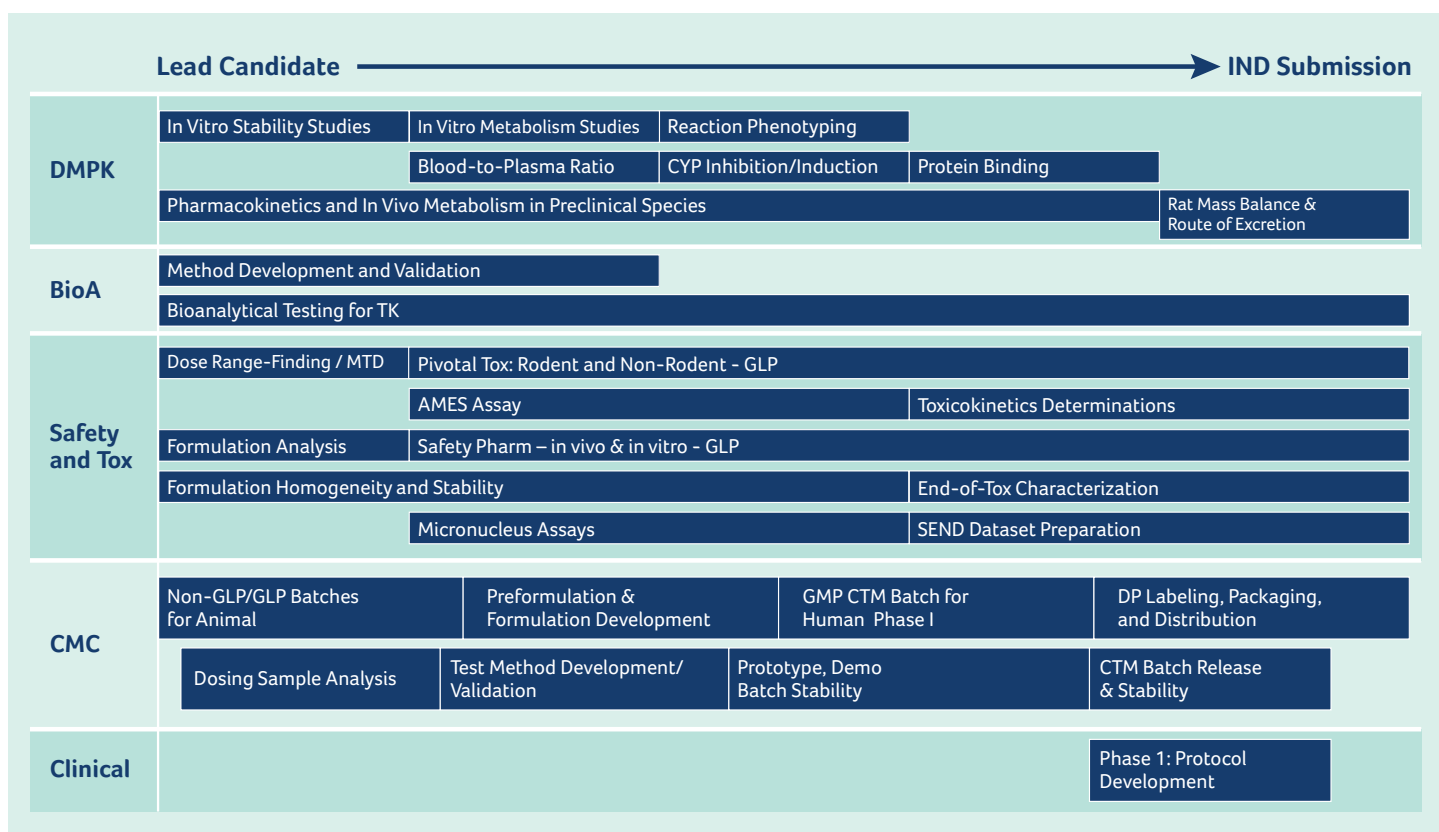 Lead Candidate
IND Submission
DMPK
In Vitro Stability Studies
In Vitro Metabolism Studies
Reaction Phenotyping
Blood-to-Plasma Ratio
CYP Inhibition/Induction
Protein Binding
Pharmacokinetics and In Vivo Metabolism in Preclinical Species
Rat Mass Balance &
Route of Excretion
BioA
Method Development and Validation
Bioanalytical Testing for TK
Safety
and Tox
Dose Range-Finding / MTD
Pivotal Tox: Rodent and Non-Rodent - GLP
AMES Assay
Toxicokinetics Determinations
Formulation Analysis
Safety Pharm – in vivo & in vitro - GLP
Formulation Homogeneity and Stability
End-of-Tox Characterization
Micronucleus Assays
SEND Dataset Preparation
CMC
Non-GLP/GLP Batches
for Animal
Preformulation &
Formulation Development
GMP CTM Batch for
Human Phase I
DP Labeling, Packaging,
and Distribution
Dosing Sample Analysis
Test Method Development/
Validation
Prototype, Demo
Batch Stability
CTM Batch Release
& Stability
Clinical
Phase 1: Protocol
Development